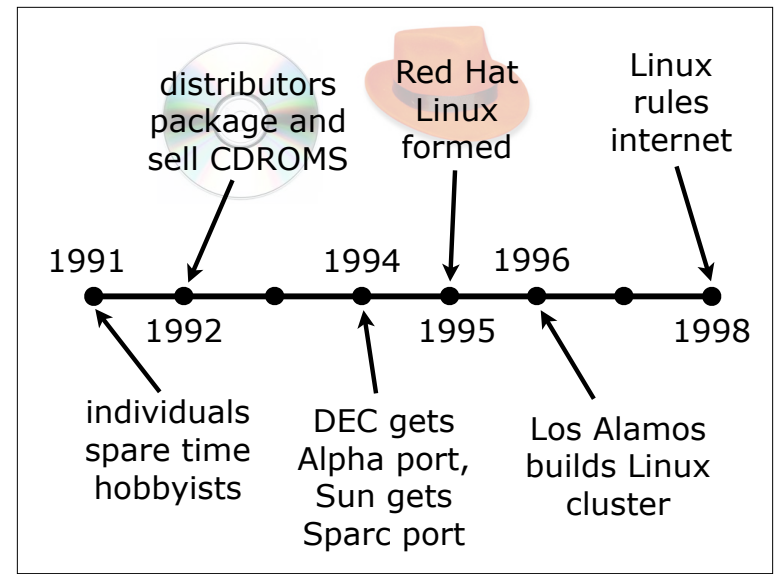 distributors
package and
sell CDROMS
Red Hat
Linux
formed
Linux
rules
internet
1991
1994
1996
1992
1995
1998
individuals
spare time
hobbyists
DEC gets
Alpha port,
Sun gets
Sparc port
Los Alamos
builds Linux
cluster